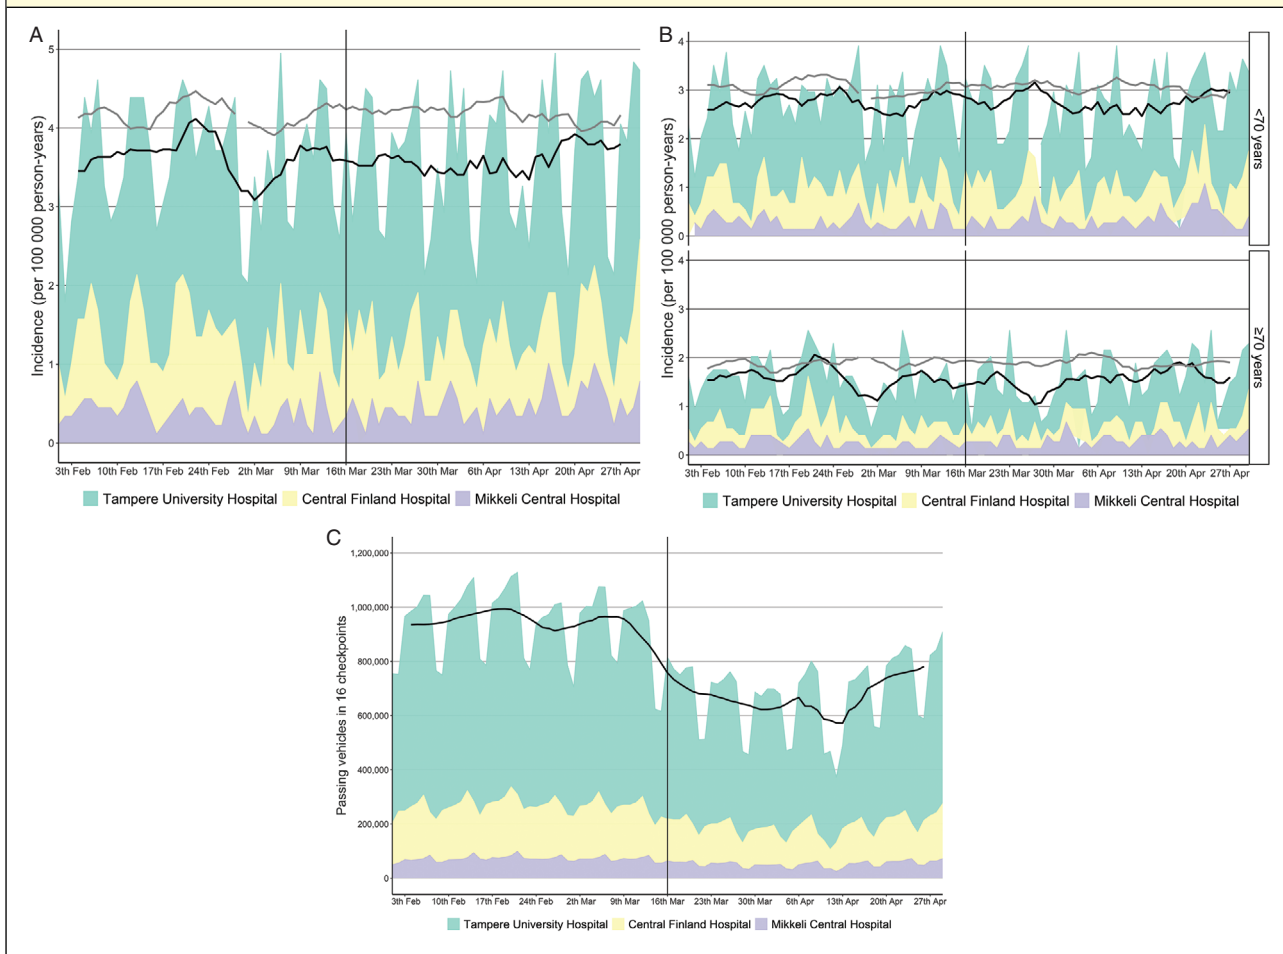 A
Incidence (per 100 000 person-years)
5
4
3
2
1
0
3th Feb 10th Feb 17th Feb 24th Feb 2th Mar 9th Mar 16th Mar 23th Mar 30th Mar 6th Apr 13th Apr 20th Apr 27th Apr
Tampere University Hospital Central Finland Hospital Mikkeli Central Hospital
B
Incidence (per 100 000 person-years)
4
3
2
1
0
<70 years
4
3
2
1
0
≥70 years
3th Feb 10th Feb 17th Feb 24th Feb 2th Mar 9th Mar 16th Mar 23th Mar 30th Mar 6th Apr 13th Apr 20th Apr 27th Apr
Tampere University Hospital Central Finland Hospital Mikkeli Central Hospital
C
Passing vehicles in 16 checkpoints
1,200,000
1,000,000
800,000
600,000
400,000
200,000
0
3th Feb 10th Feb 17th Feb 24th Feb 2th Mar 9th Mar 16th Mar 23th Mar 30th Mar 6th Apr 13th Apr 20th Apr 27th Apr
Tampere University Hospital Central Finland Hospital Mikkeli Central Hospital